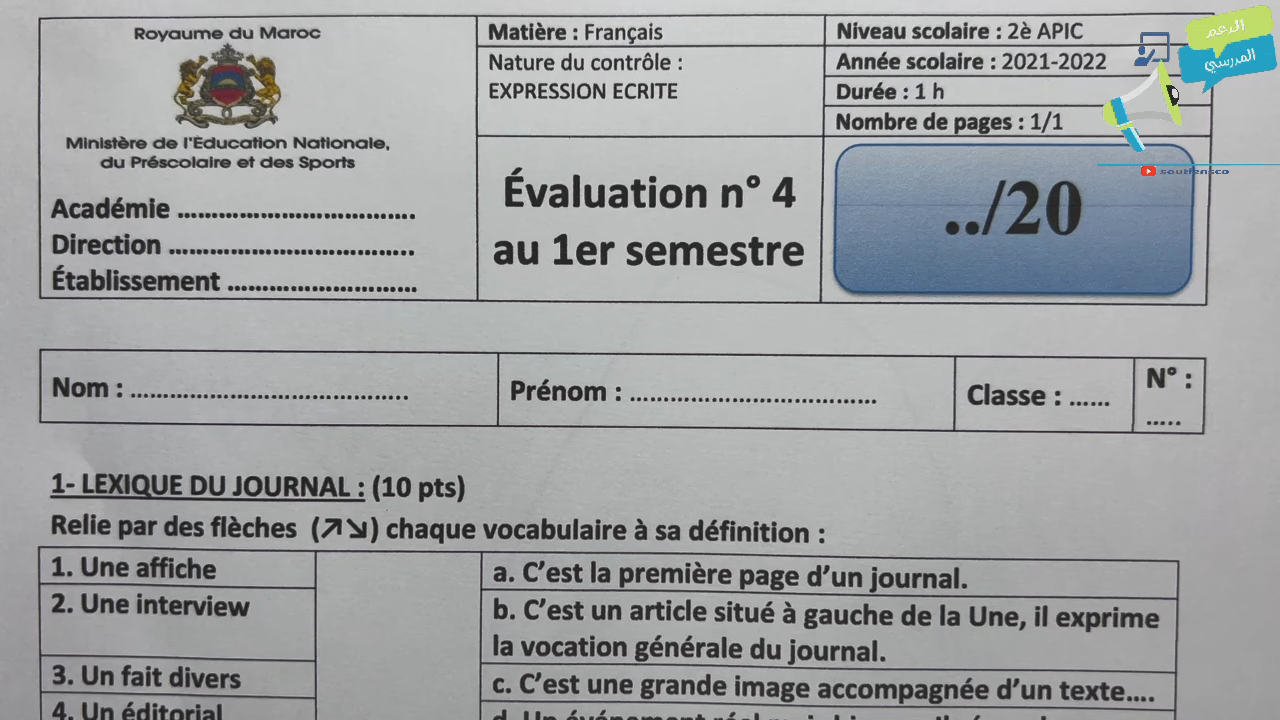 Royaume du Maroc
Ministère de l'Éducation Nationale,
du Préscolaire et des Sports
Académie ........................................
Direction ........................................
Établissement ................................
Matière : Français
Nature du contrôle :
EXPRESSION ECRITE
Évaluation n° 4
au 1er semestre
Niveau scolaire : 2è APIC
Année scolaire : 2021-2022
Durée : 1 h
Nombre de pages : 1/1
../20
الدعم
المدرسي
soutiensco
Nom : ..........................................
Prénom : .....................................
Classe : ......
N° :
.....
1- LEXIQUE DU JOURNAL : (10 pts)
Relie par des flèches (↗↘) chaque vocabulaire à sa définition :
1. Une affiche
2. Une interview
3. Un fait divers
4. Un éditorial
a. C'est la première page d'un journal.
b. C'est un article situé à gauche de la Une, il exprime
la vocation générale du journal.
c. C'est une grande image accompagnée d'un texte....